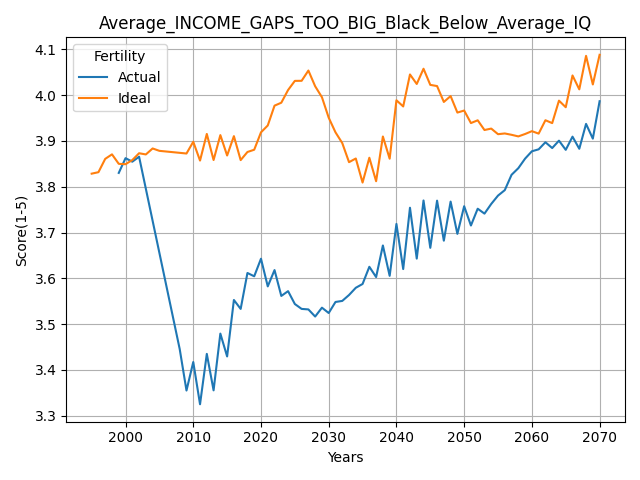 Average_INCOME_GAPS_TOO_BIG_Black_Below_Average_IQ
Fertility
Actual
Ideal
Score(1-5)
4.1
4.0
3.9
3.8
3.7
3.6
3.5
3.4
3.3
2000 2010 2020 2030 2040 2050 2060 2070
Years